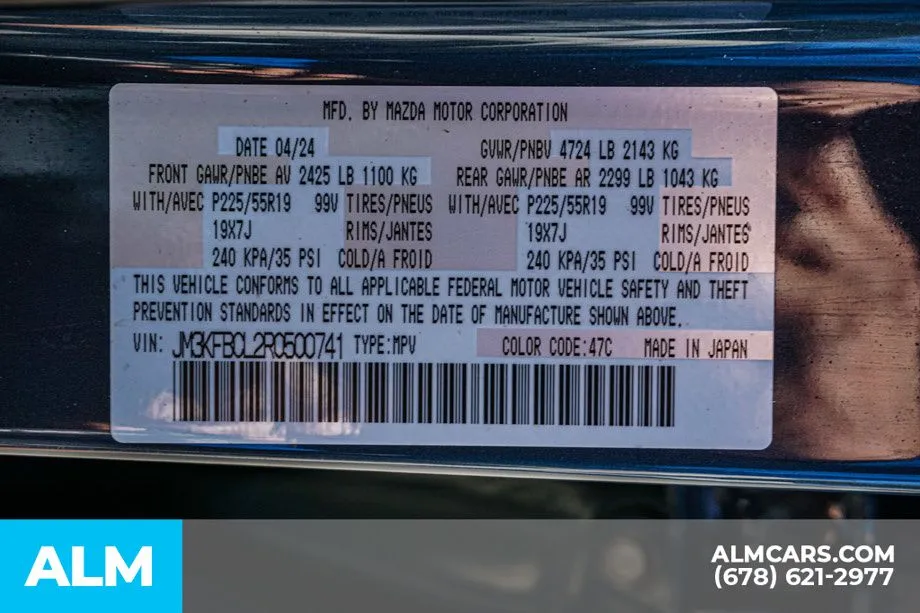 MFD. BY MAZDA MOTOR CORPORATION
DATE 04/24 GVWR/PNBV 4724 LB 2143 KG
FRONT GAWR/PNBE AV 2425 LB 1100 KG REAR GAWR/PNBE AR 2299 LB 1043 KG
WITH/AVEC P225/55R19 99V TIRES/PNEUS WITH/AVEC P225/55R19 99V TIRES/PNEUS
19X7J RIMS/JANTES 19X7J RIMS/JANTES
240 KPA/35 PSI COLD/A FROID 240 KPA/35 PSI COLD/A FROID
THIS VEHICLE CONFORMS TO ALL APPLICABLE FEDERAL MOTOR VEHICLE SAFETY AND THEFT
PREVENTION STANDARDS IN EFFECT ON THE DATE OF MANUFACTURE SHOWN ABOVE.
VIN: JM3KFBCL2R0500741 TYPE:MPV COLOR CODE:47C MADE IN JAPAN
ALM
ALMCARS.COM
(678) 621-2977